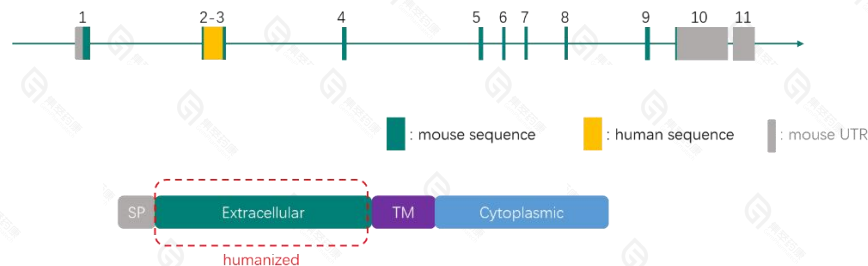 1 2-3 4 5 6 7 8 9 10 11
: mouse sequence : human sequence : mouse UTR
SP Extracellular TM Cytoplasmic
humanized